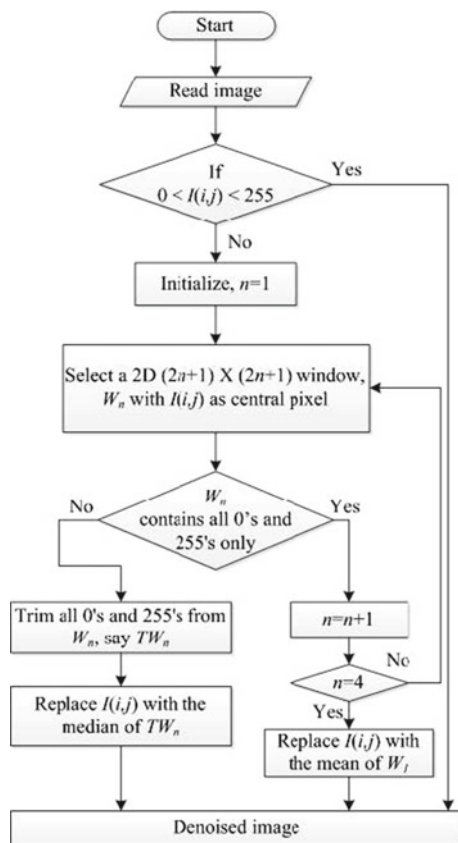 Start
Read image
If
0 < I(i,j) < 255
Yes
No
Initialize, n=1
Select a 2D (2n+1) X (2n+1) window,
Wn with I(i,j) as central pixel
Wn
contains all 0's and
255's only
No
Yes
Trim all 0's and 255's from
Wn, say TWn
n=n+1
n=4
No
Yes
Replace I(i,j) with the
median of TWn
Replace I(i,j) with
the mean of W1
Denoised image